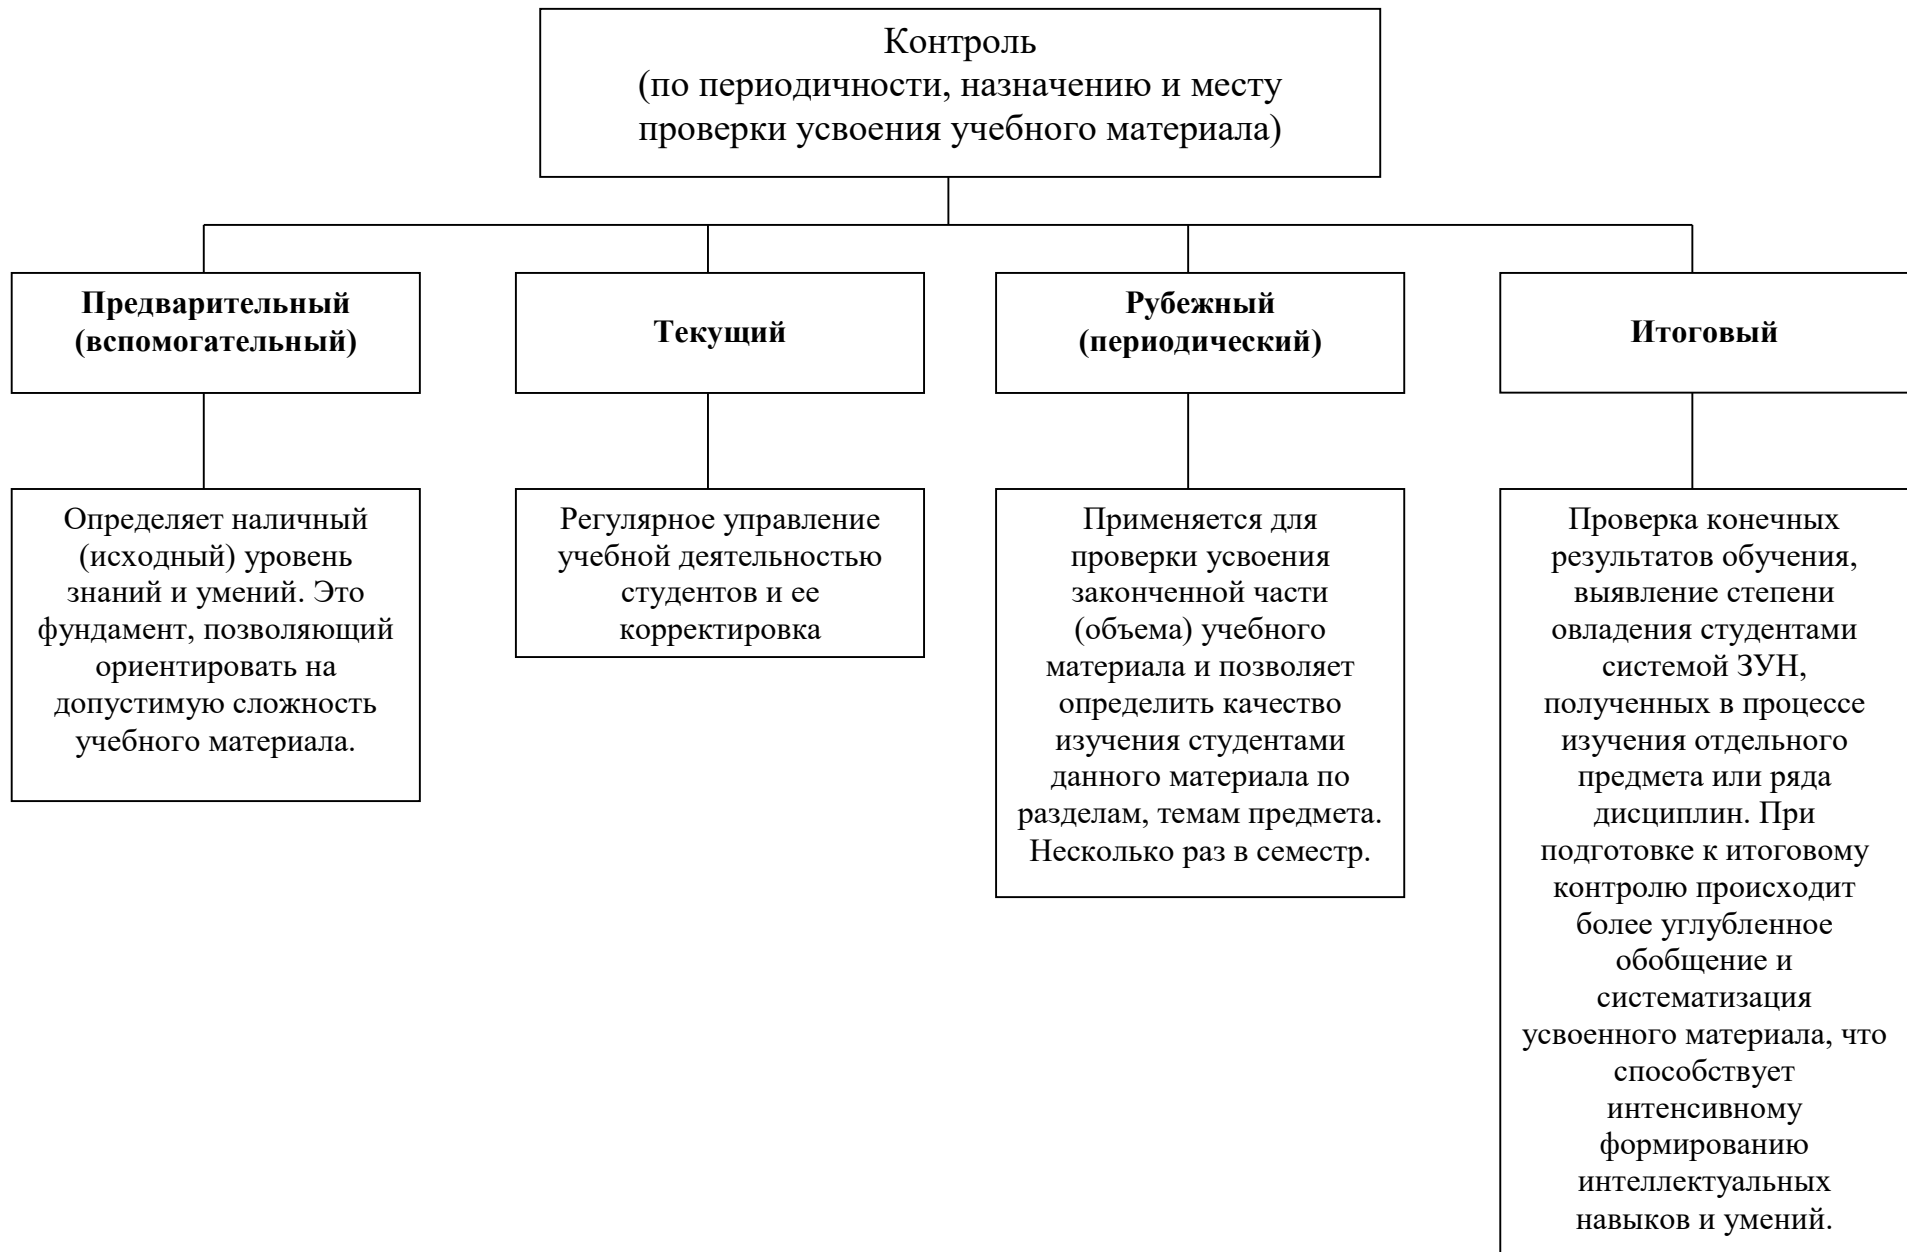 Контроль
(по периодичности, назначению и месту
проверки усвоения учебного материала)
Предварительный
(вспомогательный)
Текущий
Рубежный
(периодический)
Итоговый
Определяет наличный
(исходный) уровень
знаний и умений. Это
фундамент, позволяющий
ориентировать на
допустимую сложность
учебного материала.
Регулярное управление
учебной деятельностью
студентов и ее
корректировка
Применяется для
проверки усвоения
законченной части
(объема) учебного
материала и позволяет
определить качество
изучения студентами
данного материала по
разделам, темам предмета.
Несколько раз в семестр.
Проверка конечных
результатов обучения,
выявление степени
овладения студентами
системой ЗУН,
полученных в процессе
изучения отдельного
предмета или ряда
дисциплин. При
подготовке к итоговому
контролю происходит
более углубленное
обобщение и
систематизация
усвоенного материала, что
способствует
интенсивному
формированию
интеллектуальных
навыков и умений.